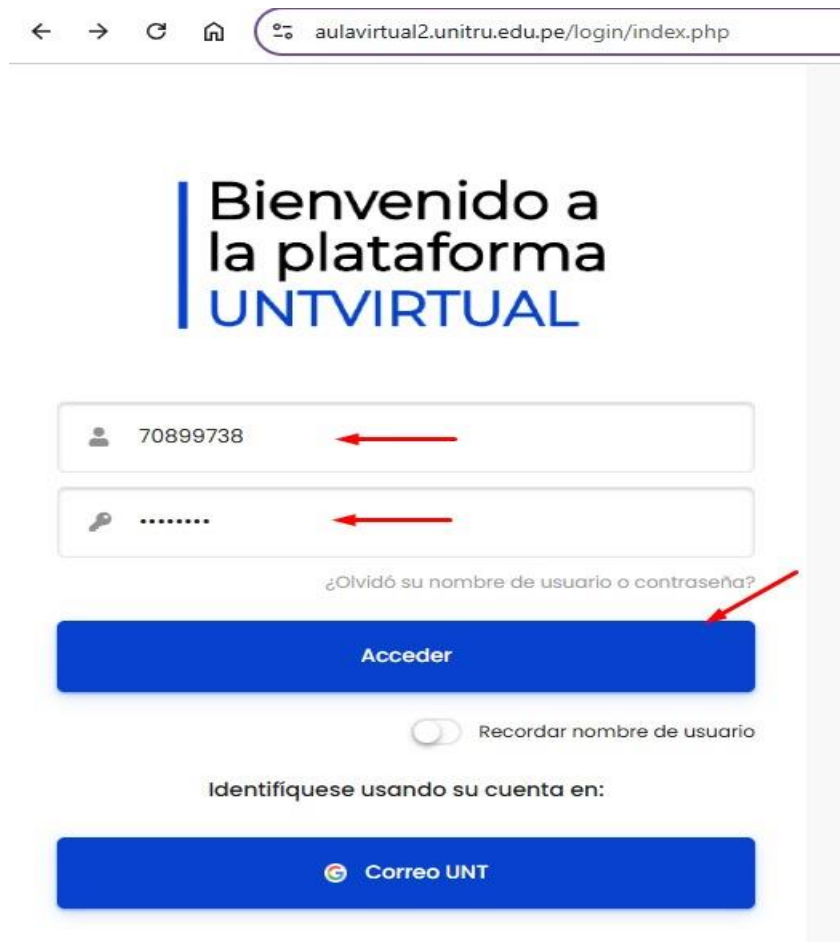 aulavirtual2.unitru.edu.pe/login/index.php
Bienvenido a
la plataforma
UNTVIRTUAL
70899738
••••••••
¿Olvidó su nombre de usuario o contraseña?
Acceder
Recordar nombre de usuario
Identifíquese usando su cuenta en:
Correo UNT